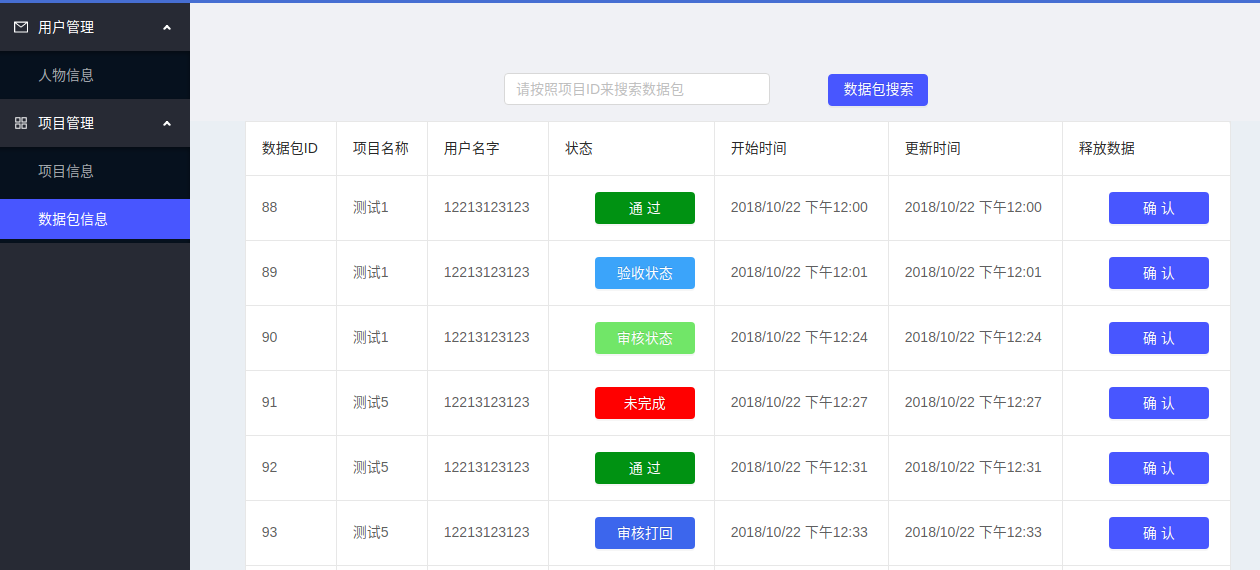 用户管理
人物信息
项目管理
项目信息
数据包信息
请按照项目ID来搜索数据包 数据包搜索
数据包ID 项目名称 用户名字 状态 开始时间 更新时间 释放数据
88 测试1 12213123123 通 过 2018/10/22 下午12:00 2018/10/22 下午12:00 确 认
89 测试1 12213123123 验收状态 2018/10/22 下午12:01 2018/10/22 下午12:01 确 认
90 测试1 12213123123 审核状态 2018/10/22 下午12:24 2018/10/22 下午12:24 确 认
91 测试5 12213123123 未完成 2018/10/22 下午12:27 2018/10/22 下午12:27 确 认
92 测试5 12213123123 通 过 2018/10/22 下午12:31 2018/10/22 下午12:31 确 认
93 测试5 12213123123 审核打回 2018/10/22 下午12:33 2018/10/22 下午12:33 确 认